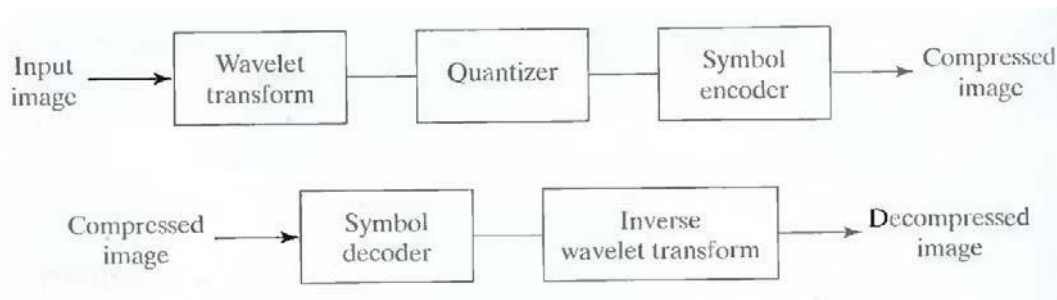 Input
image
Wavelet
transform
Quantizer
Symbol
encoder
Compressed
image
Compressed
image
Symbol
decoder
Inverse
wavelet transform
Decompressed
image